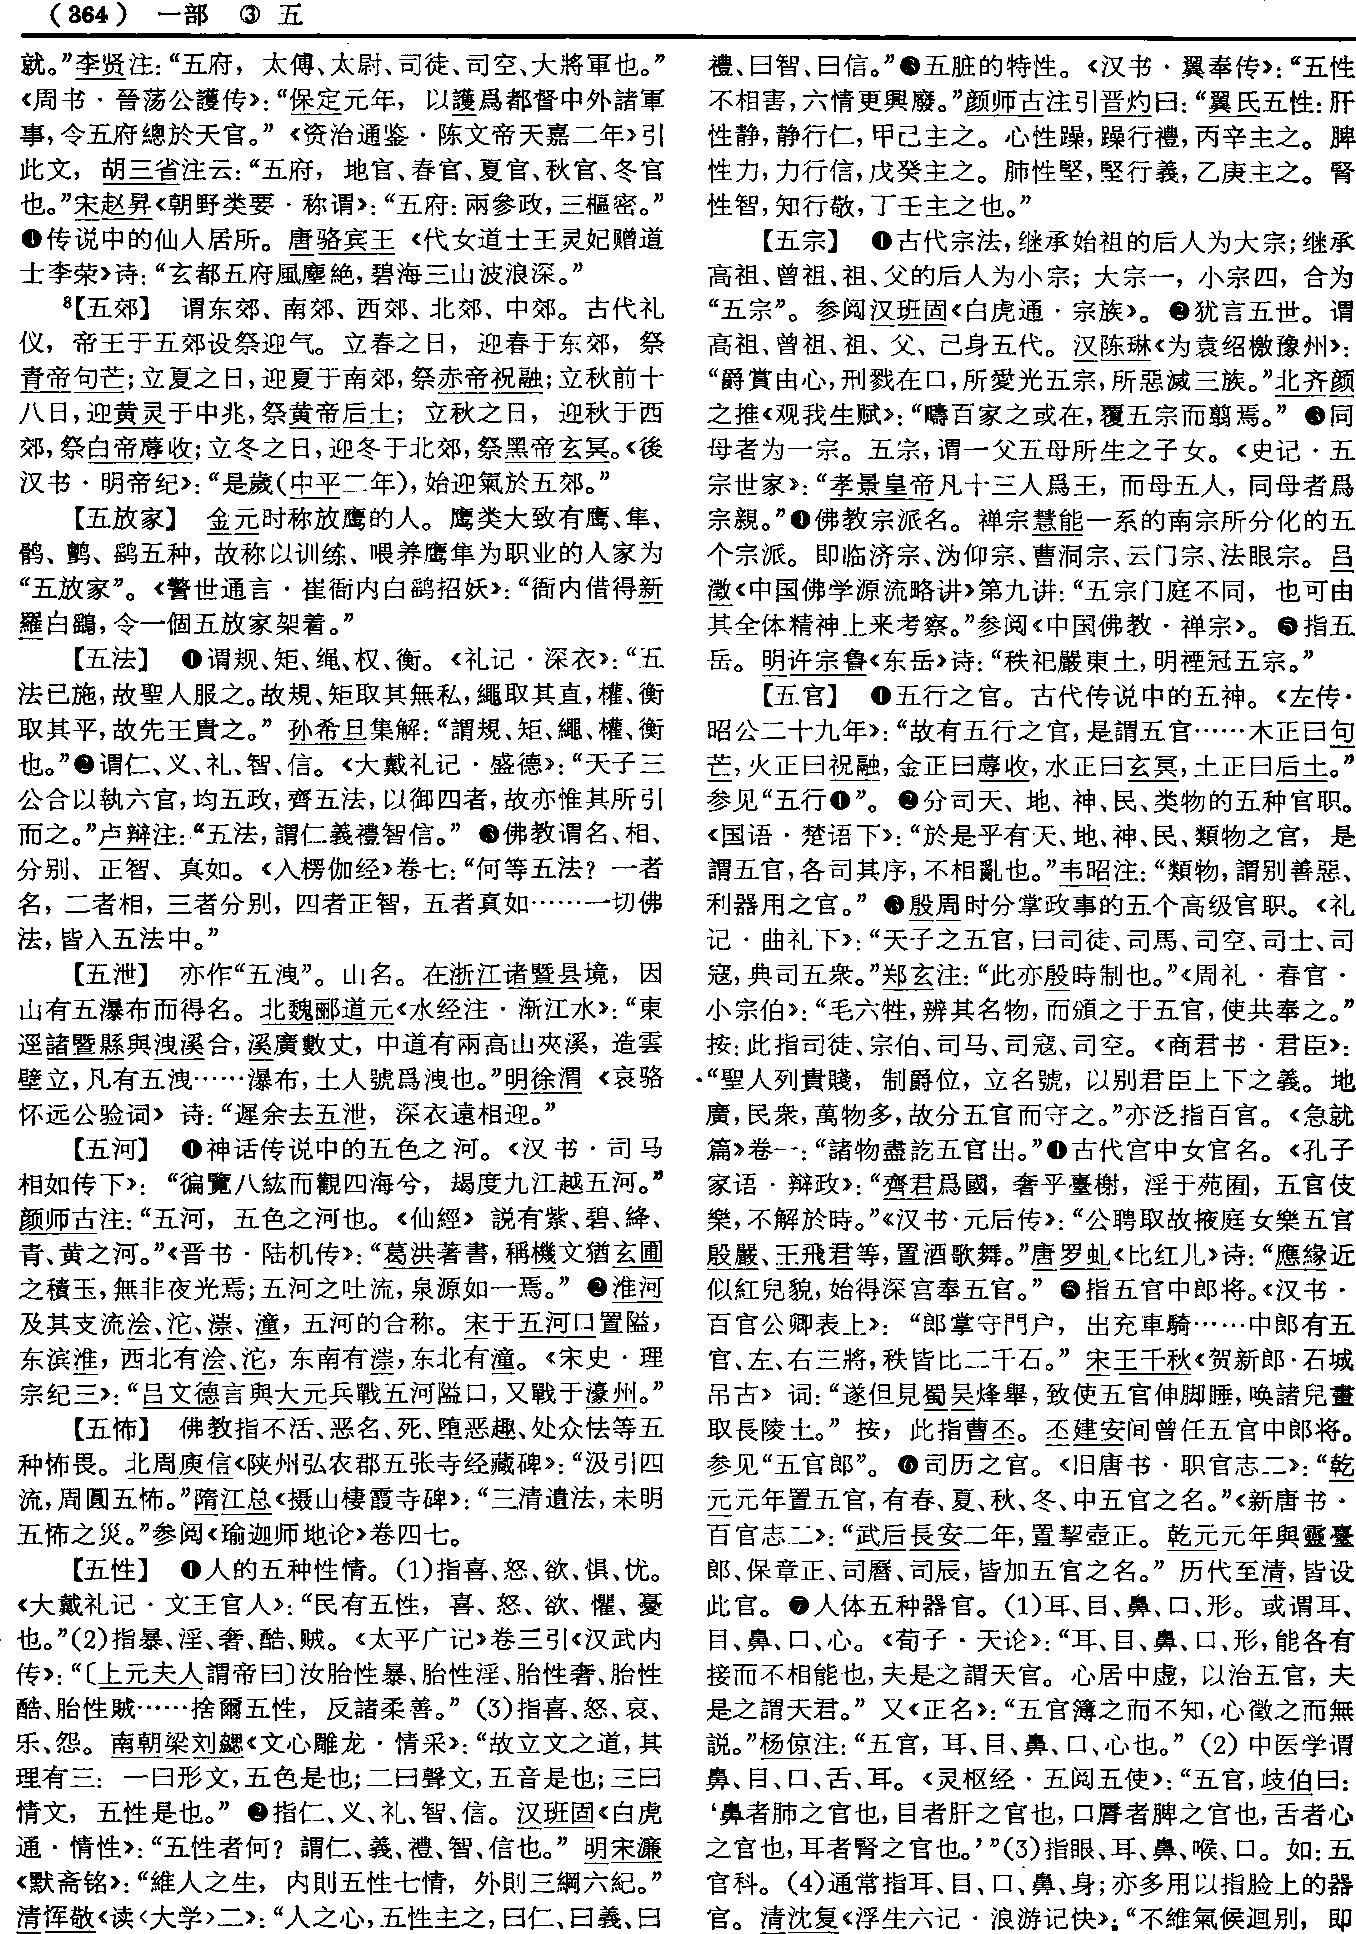 （364） 一部 ③ 五
就。”李贤注：“五府，太傅、太尉、司徒、司空、大將軍也。”
《周书·晉荡公護传》：“保定元年，以護爲都督中外諸軍
事，令五府總於天官。”《资治通鉴·陈文帝天嘉二年》引
此文，胡三省注云：“五府，地官、春官、夏官、秋官、冬官
也。”宋赵昇《朝野类要·称谓》：“五府：兩參政，三樞密。”
❹传说中的仙人居所。唐骆宾王《代女道士王灵妃赠道
士李荣》诗：“玄都五府風塵絶，碧海三山波浪深。”
⁸【五郊】 谓东郊、南郊、西郊、北郊、中郊。古代礼
仪，帝王于五郊设祭迎气。立春之日，迎春于东郊，祭
青帝句芒；立夏之日，迎夏于南郊，祭赤帝祝融；立秋前十
八日，迎黄灵于中兆，祭黄帝后土；立秋之日，迎秋于西
郊，祭白帝蓐收；立冬之日，迎冬于北郊，祭黑帝玄冥。《後
汉书·明帝纪》：“是歲（中平二年），始迎氣於五郊。”
【五放家】 金元时称放鹰的人。鹰类大致有鹰、隼、
鹘、鹯、鹞五种，故称以训练、喂养鹰隼为职业的人家为
“五放家”。《警世通言·崔衙内白鹞招妖》：“衙内借得新
羅白鷂，令一個五放家架着。”
【五法】 ❶谓规、矩、绳、权、衡。《礼记·深衣》：“五
法已施，故聖人服之。故規、矩取其無私，繩取其直，權、衡
取其平，故先王貴之。”孙希旦集解：“謂規、矩、繩、權、衡
也。”❷谓仁、义、礼、智、信。《大戴礼记·盛德》：“天子三
公合以執六官，均五政，齊五法，以御四者，故亦惟其所引
而之。”卢辩注：“五法，謂仁義禮智信。”❸佛教谓名、相、
分别、正智、真如。《入楞伽经》卷七：“何等五法？一者
名，二者相，三者分别，四者正智，五者真如……一切佛
法，皆入五法中。”
【五泄】 亦作“五洩”。山名。在浙江诸暨县境，因
山有五瀑布而得名。北魏郦道元《水经注·渐江水》：“東
逕諸暨縣與洩溪合，溪廣數丈，中道有兩高山夾溪，造雲
壁立，凡有五洩……瀑布，土人號爲洩也。”明徐渭《哀骆
怀远公验词》诗：“遲余去五泄，深衣遠相迎。”
【五河】 ❶神话传说中的五色之河。《汉书·司马
相如传下》：“徧覽八紘而觀四海兮，朅度九江越五河。”
颜师古注：“五河，五色之河也。《仙經》説有紫、碧、絳、
青、黄之河。”《晋书·陆机传》：“葛洪著書，稱機文猶玄圃
之積玉，無非夜光焉；五河之吐流，泉源如一焉。”❷淮河
及其支流浍、沱、漴、潼，五河的合称。宋于五河口置隘，
东滨淮，西北有浍、沱，东南有漴，东北有潼。《宋史·理
宗纪三》：“吕文德言與大元兵戰五河隘口，又戰于濠州。”
【五怖】 佛教指不活、恶名、死、堕恶趣、处众怯等五
种怖畏。北周庾信《陕州弘农郡五张寺经藏碑》：“汲引四
流，周圓五怖。”隋江总《摄山棲霞寺碑》：“三清遺法，未明
五怖之災。”参阅《瑜迦师地论》卷四七。
【五性】 ❶人的五种性情。（1）指喜、怒、欲、惧、忧。
《大戴礼记·文王官人》：“民有五性，喜、怒、欲、懼、憂
也。”（2）指暴、淫、奢、酷、贼。《太平广记》卷三引《汉武内
传》：“〔上元夫人謂帝曰〕汝胎性暴、胎性淫、胎性奢、胎性
酷、胎性賊……捨爾五性，反諸柔善。”（3）指喜、怒、哀、
乐、怨。南朝梁刘勰《文心雕龙·情采》：“故立文之道，其
理有三：一曰形文，五色是也；二曰聲文，五音是也；三曰
情文，五性是也。”❷指仁、义、礼、智、信。汉班固《白虎
通·情性》：“五性者何？謂仁、義、禮、智、信也。”明宋濂
《默斋铭》：“維人之生，内則五性七情，外則三綱六紀。”
清恽敬《读〈大学〉二》：“人之心，五性主之，曰仁、曰義、曰
禮、曰智、曰信。”❸五脏的特性。《汉书·翼奉传》：“五性
不相害，六情更興廢。”颜师古注引晋灼曰：“翼氏五性：肝
性静，静行仁，甲己主之。心性躁，躁行禮，丙辛主之。脾
性力，力行信，戊癸主之。肺性堅，堅行義，乙庚主之。腎
性智，知行敬，丁壬主之也。”
【五宗】 ❶古代宗法，继承始祖的后人为大宗；继承
高祖、曾祖、祖、父的后人为小宗；大宗一，小宗四，合为
“五宗”。参阅汉班固《白虎通·宗族》。❷犹言五世。谓
高祖、曾祖、祖、父、己身五代。汉陈琳《为袁绍檄豫州》：
“爵賞由心，刑戮在口，所愛光五宗，所惡滅三族。”北齐颜
之推《观我生赋》：“疇百家之或在，覆五宗而翦焉。”❸同
母者为一宗。五宗，谓一父五母所生之子女。《史记·五
宗世家》：“孝景皇帝凡十三人爲王，而母五人，同母者爲
宗親。”❹佛教宗派名。禅宗慧能一系的南宗所分化的五
个宗派。即临济宗、沩仰宗、曹洞宗、云门宗、法眼宗。吕
澂《中国佛学源流略讲》第九讲：“五宗门庭不同，也可由
其全体精神上来考察。”参阅《中国佛教·禅宗》。❺指五
岳。明许宗鲁《东岳》诗：“秩祀嚴東土，明禋冠五宗。”
【五官】 ❶五行之官。古代传说中的五神。《左传·
昭公二十九年》：“故有五行之官，是謂五官……木正曰句
芒，火正曰祝融，金正曰蓐收，水正曰玄冥，土正曰后土。”
参见“五行❶”。❷分司天、地、神、民、类物的五种官职。
《国语·楚语下》：“於是乎有天、地、神、民、類物之官，是
謂五官，各司其序，不相亂也。”韦昭注：“類物，謂别善惡、
利器用之官。”❸殷周时分掌政事的五个高级官职。《礼
记·曲礼下》：“天子之五官，曰司徒、司馬、司空、司士、司
寇，典司五衆。”郑玄注：“此亦殷時制也。”《周礼·春官·
小宗伯》：“毛六牲，辨其名物，而頒之于五官，使共奉之。”
按：此指司徒、宗伯、司马、司寇、司空。《商君书·君臣》：
“聖人列貴賤，制爵位，立名號，以别君臣上下之義。地
廣，民衆，萬物多，故分五官而守之。”亦泛指百官。《急就
篇》卷一：“諸物盡訖五官出。”❹古代宫中女官名。《孔子
家语·辩政》：“齊君爲國，奢乎臺榭，淫于苑囿，五官伎
樂，不解於時。”《汉书·元后传》：“公聘取故掖庭女樂五官
殷嚴、王飛君等，置酒歌舞。”唐罗虬《比红儿》诗：“應緣近
似紅兒貌，始得深宫奉五官。”❺指五官中郎将。《汉书·
百官公卿表上》：“郎掌守門户，出充車騎……中郎有五
官、左、右三將，秩皆比二千石。”宋王千秋《贺新郎·石城
吊古》词：“遂但見蜀吴烽舉，致使五官伸脚睡，唤諸兒畫
取長陵土。”按，此指曹丕。丕建安间曾任五官中郎将。
参见“五官郎”。❻司历之官。《旧唐书·职官志二》：“乾
元元年置五官，有春、夏、秋、冬、中五官之名。”《新唐书·
百官志二》：“武后長安二年，置挈壺正。乾元元年與靈臺
郎、保章正、司曆、司辰，皆加五官之名。”历代至清，皆设
此官。❼人体五种器官。（1）耳、目、鼻、口、形。或谓耳、
目、鼻、口、心。《荀子·天论》：“耳、目、鼻、口、形，能各有
接而不相能也，夫是之謂天官。心居中虚，以治五官，夫
是之謂天君。”又《正名》：“五官簿之而不知，心徵之而無
説。”杨倞注：“五官，耳、目、鼻、口、心也。”（2）中医学谓
鼻、目、口、舌、耳。《灵枢经·五阅五使》：“五官，歧伯曰：
‘鼻者肺之官也，目者肝之官也，口脣者脾之官也，舌者心
之官也，耳者腎之官也。’”（3）指眼、耳、鼻、喉、口。如：五
官科。（4）通常指耳、目、口、鼻、身；亦多用以指脸上的器
官。清沈复《浮生六记·浪游记快》：“不維氣候迴别，即